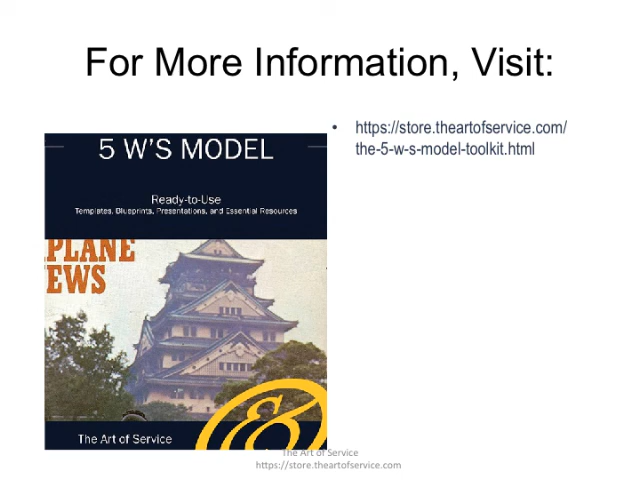 For More Information, Visit:
• https://store.theartofservice.com/
the-5-w-s-model-toolkit.html
5 W'S MODEL
Ready-to-Use
Templates, Blueprints, Presentations, and Essential Resources
PLANE
EWS
The Art of Service
The Art of Service
https://store.theartofservice.com